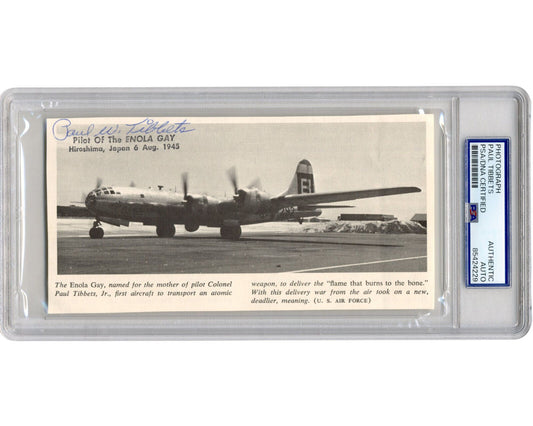 Paul W. Tibbets
Pilot Of The ENOLA GAY
Hiroshima, Japan 6 Aug. 1945
The Enola Gay, named for the mother of pilot Colonel
Paul Tibbets, Jr., first aircraft to transport an atomic
weapon, to deliver the "flame that burns to the bone."
With this delivery war from the air took on a new,
deadlier, meaning. (U. S. AIR FORCE)
PHOTOGRAPH
PAUL TIBBETS
PSA/DNA CERTIFIED
PSA
AUTHENTIC
AUTO
85424229